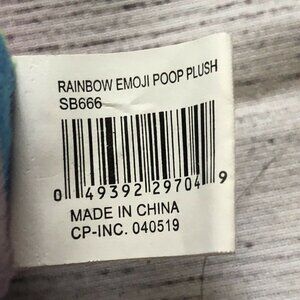 RAINBOW EMOJI POOP PLUSH
SB666
0 49392 29704 9
MADE IN CHINA
CP-INC. 040519